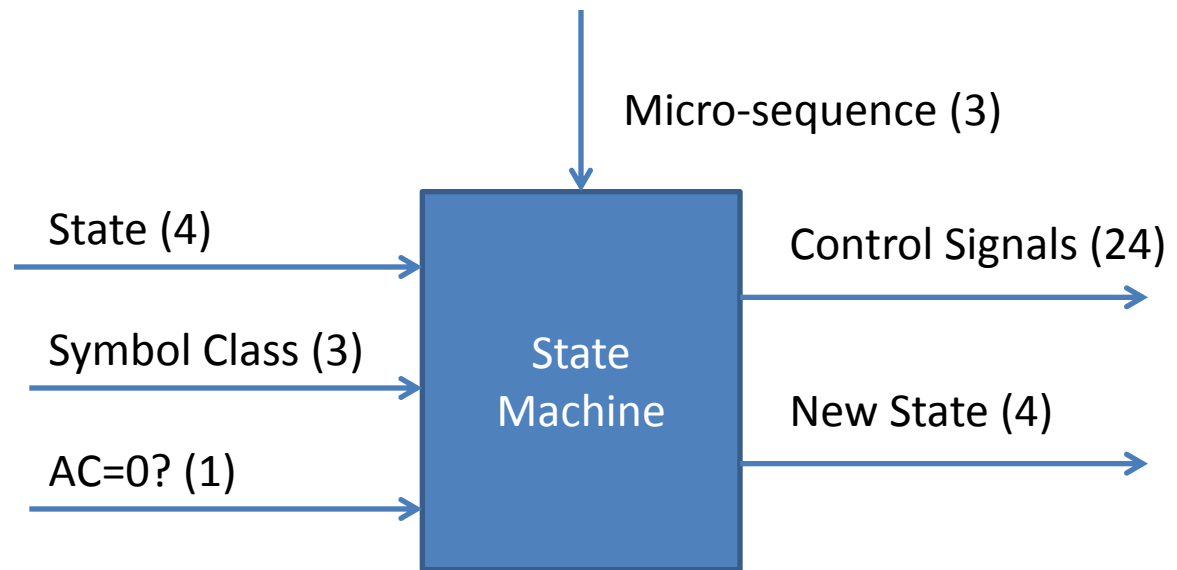 Micro-sequence (3)
State (4)
Control Signals (24)
Symbol Class (3)
State
Machine
New State (4)
AC=0? (1)